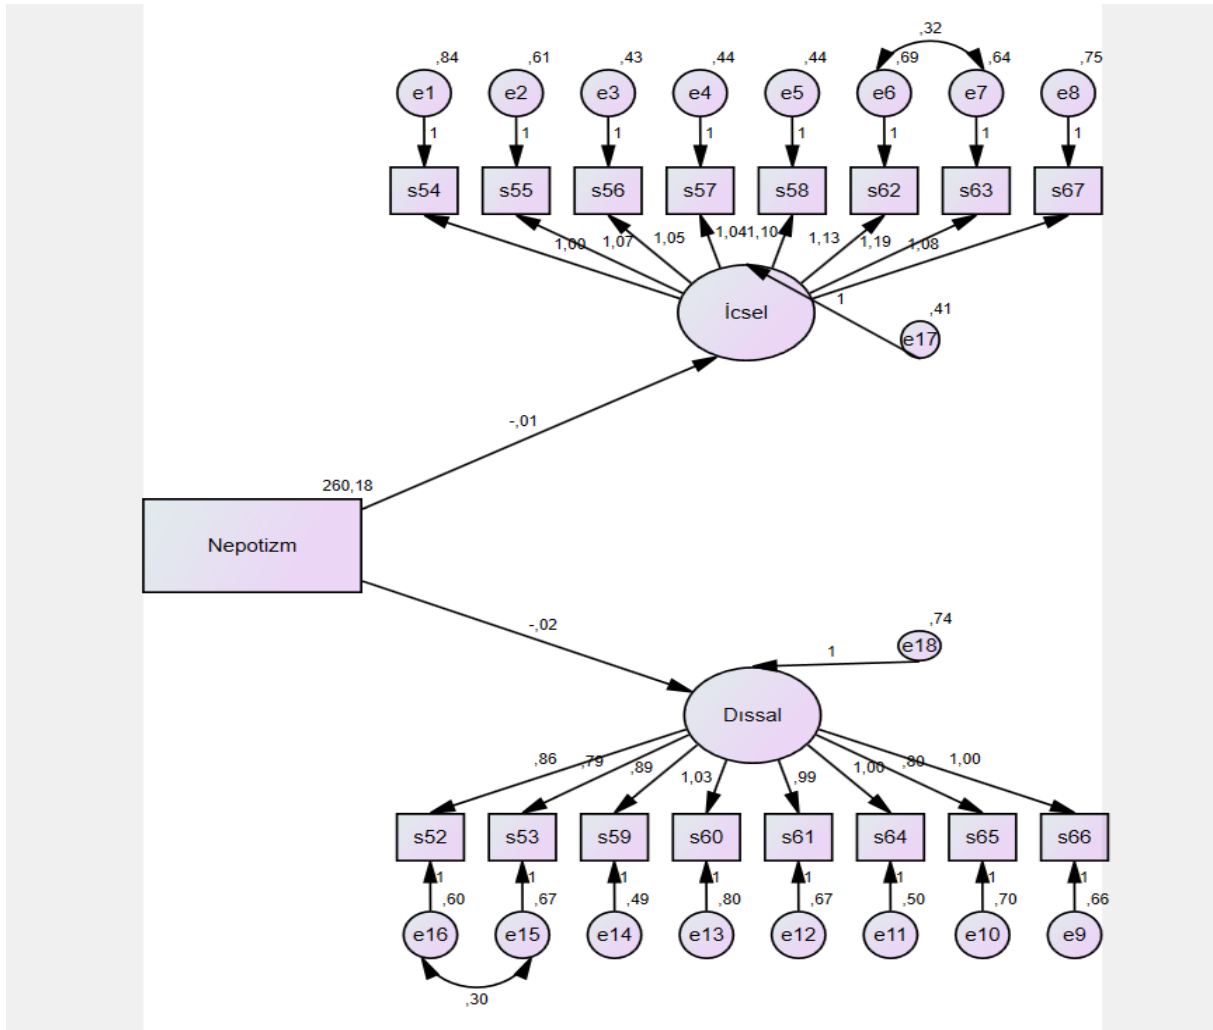 ,32
,84 ,61 ,43 ,44 ,44 ,69 ,64 ,75
e1 e2 e3 e4 e5 e6 e7 e8
1 1 1 1 1 1 1 1
s54 s55 s56 s57 s58 s62 s63 s67
1,00 1,07 1,05 1,04 1,10 1,13 1,19 1,08
İcsel
1
,41
e17
-,01
260,18
Nepotizm
-,02
,74
e18
1
Dıssal
,86 ,79 ,89 1,03 ,99 1,00 ,80 1,00
s52 s53 s59 s60 s61 s64 s65 s66
1 1 1 1 1 1 1 1
,60 ,67 ,49 ,80 ,67 ,50 ,70 ,66
e16 e15 e14 e13 e12 e11 e10 e9
,30